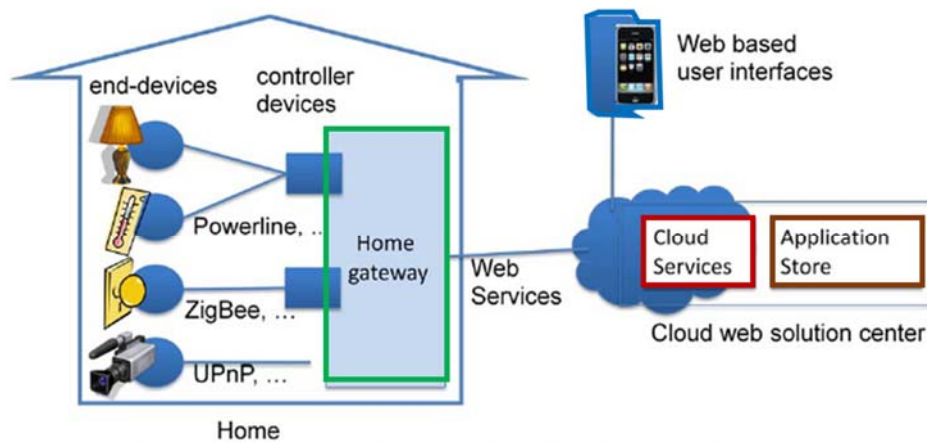 end-devices
controller
devices
Powerline, ...
ZigBee, ...
UPnP, ...
Home
gateway
Home
Web
Services
Web based
user interfaces
Cloud
Services
Application
Store
Cloud web solution center